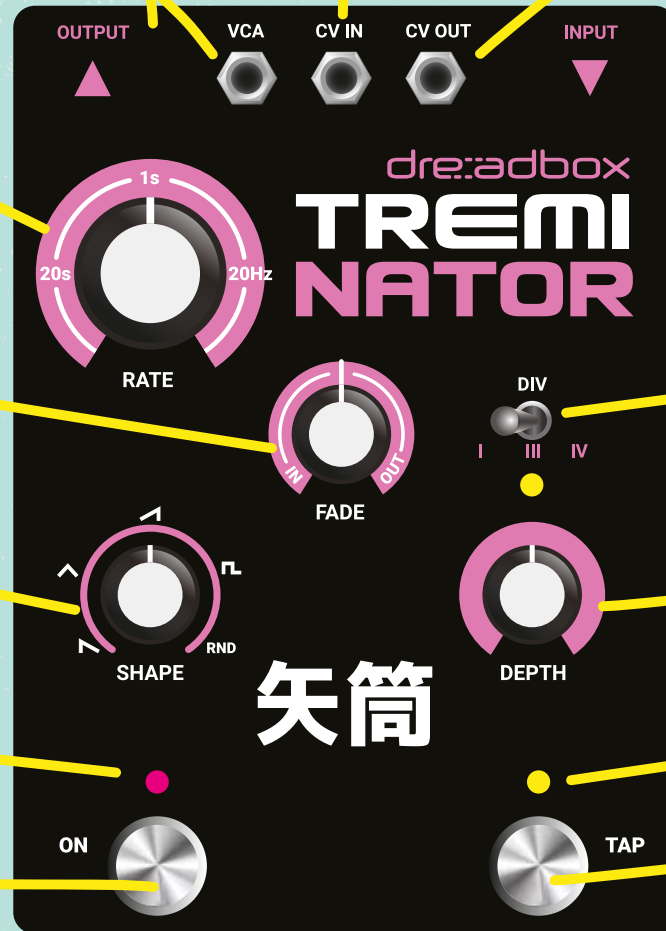 OUTPUT
VCA
CV IN
CV OUT
INPUT
dre:adbox
TREMI
NATOR
1s
20s
20Hz
RATE
DIV
I
III
IV
IN
OUT
FADE
RND
SHAPE
DEPTH
矢筒
ON
TAP